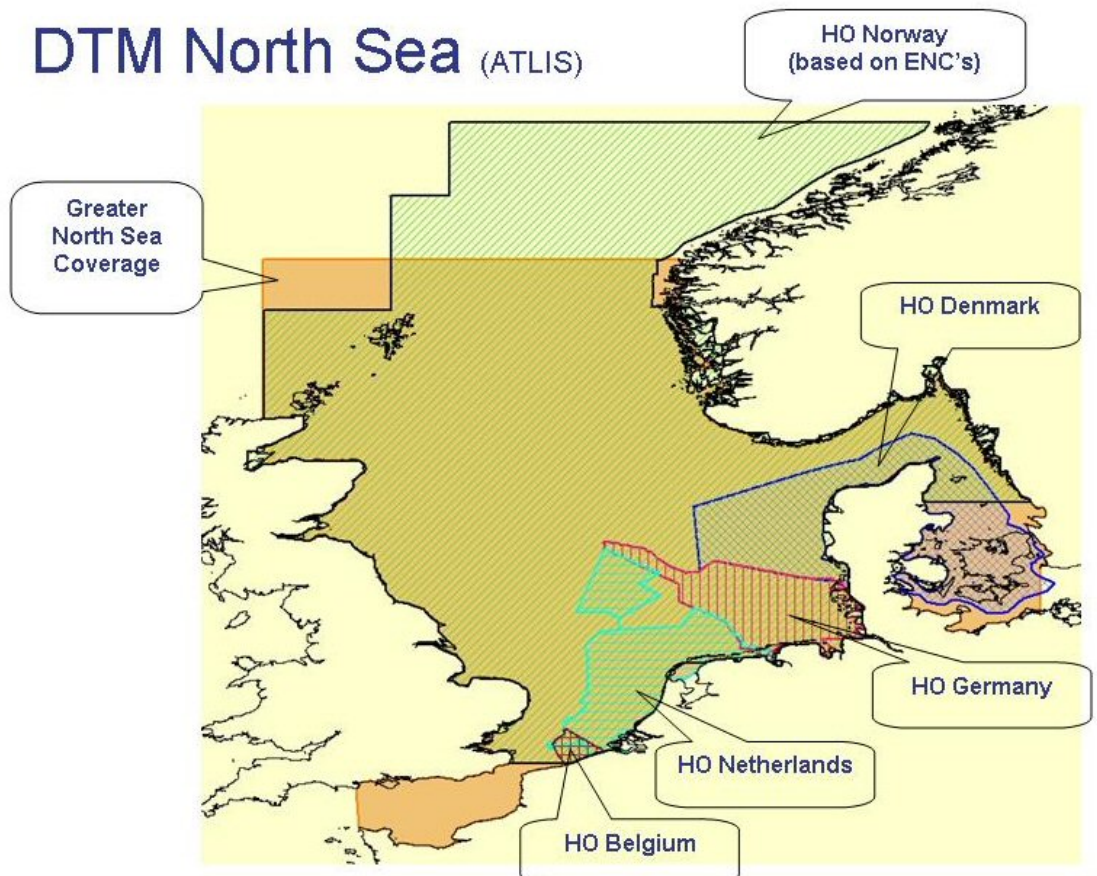 DTM North Sea (ATLIS)
HO Norway
(based on ENC's)
Greater
North Sea
Coverage
HO Denmark
HO Germany
HO Netherlands
HO Belgium